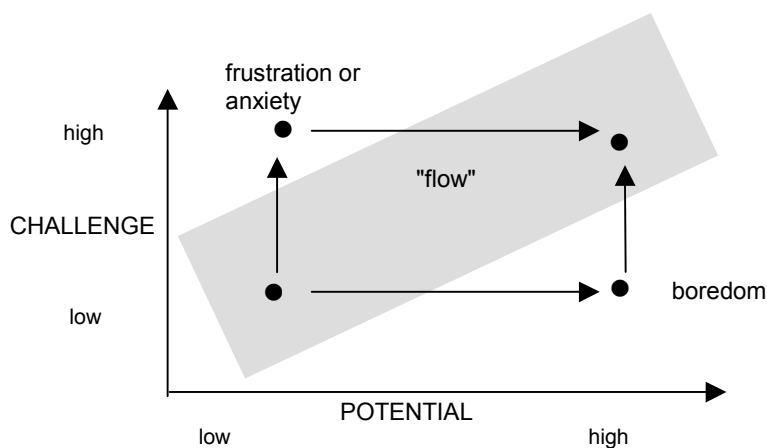 frustration or
anxiety
high
"flow"
CHALLENGE
boredom
low
POTENTIAL
low
high